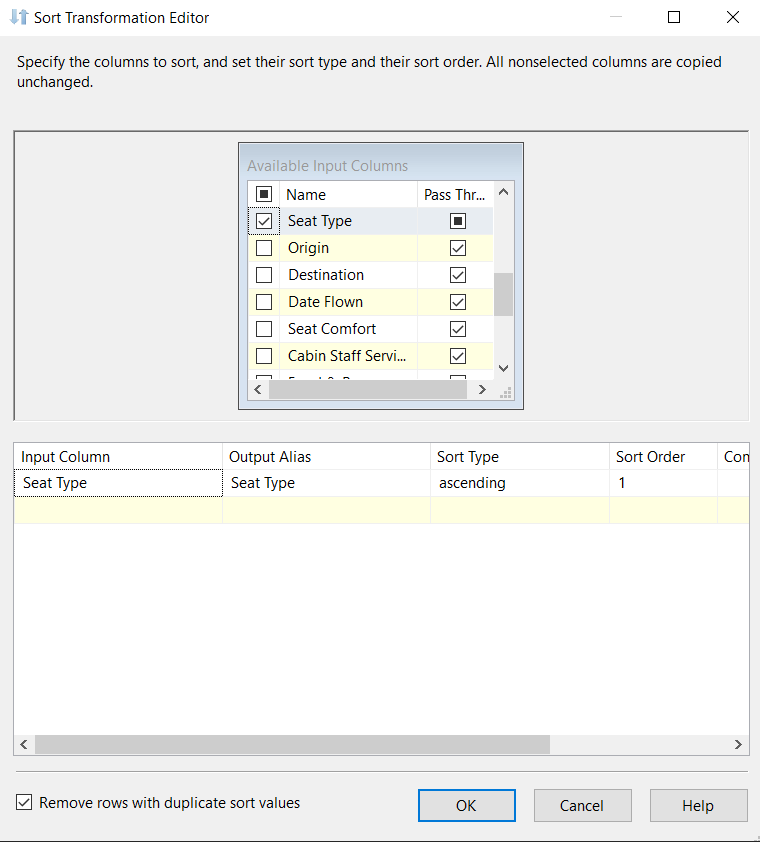 Sort Transformation Editor
Specify the columns to sort, and set their sort type and their sort order. All nonselected columns are copied
unchanged.
Available Input Columns
Name Pass Thr...
Seat Type
Origin
Destination
Date Flown
Seat Comfort
Cabin Staff Servi...
Input Column Output Alias Sort Type Sort Order Con
Seat Type Seat Type ascending 1
Remove rows with duplicate sort values OK Cancel Help